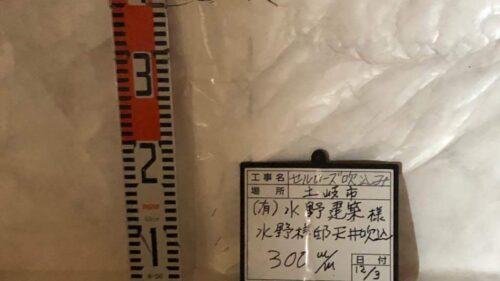 3
2
1
工事名 セルローズ吹込み
場所 土岐市
(有)水野建築様
水野様邸天井吹込
300 m/m
日付
12/3